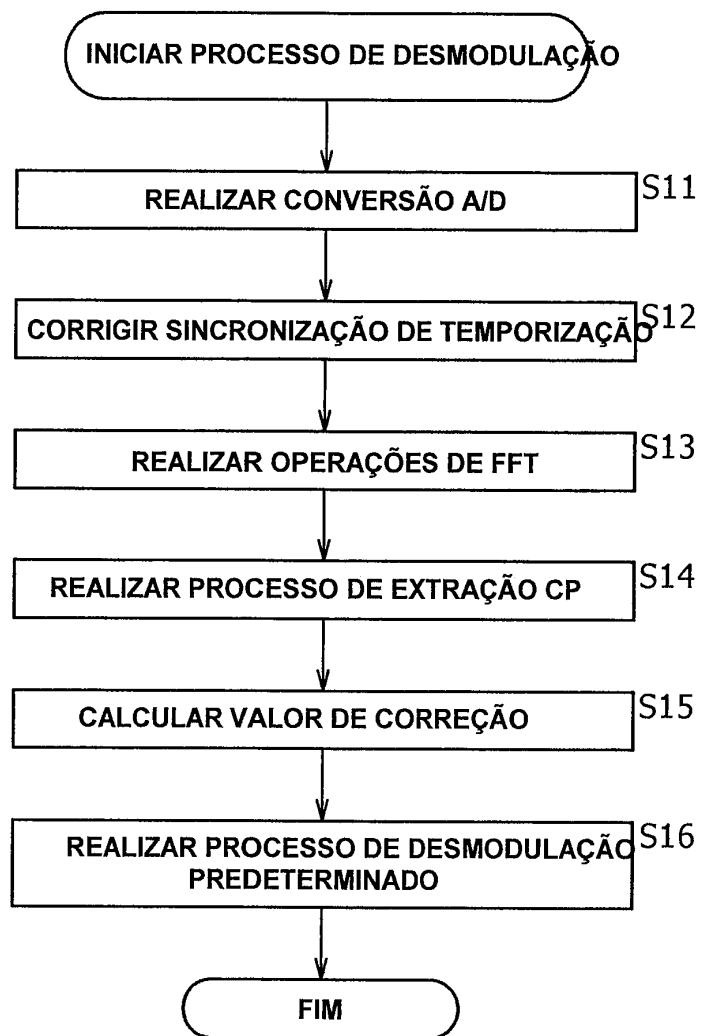 INICIAR PROCESSO DE DESMODULAÇÃO
REALIZAR CONVERSÃO A/D
S11
CORRIGIR SINCRONIZAÇÃO DE TEMPORIZAÇÃO
S12
REALIZAR OPERAÇÕES DE FFT
S13
REALIZAR PROCESSO DE EXTRAÇÃO CP
S14
CALCULAR VALOR DE CORREÇÃO
S15
REALIZAR PROCESSO DE DESMODULAÇÃO
S16
PREDETERMINADO
FIM